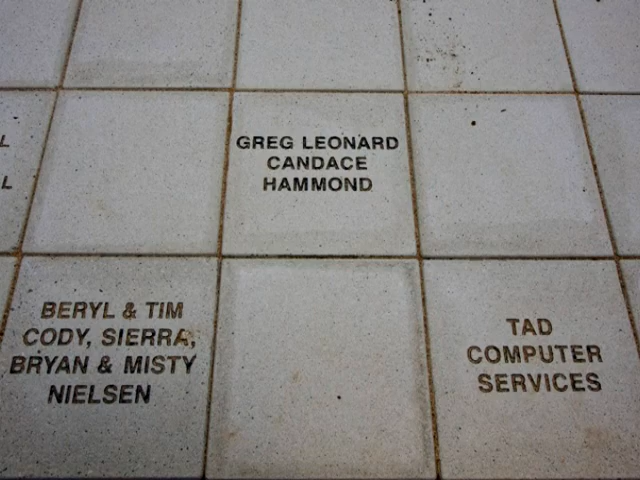 GREG LEONARD
CANDACE
HAMMOND
BERYL & TIM
CODY, SIERRA,
BRYAN & MISTY
NIELSEN
TAD
COMPUTER
SERVICES